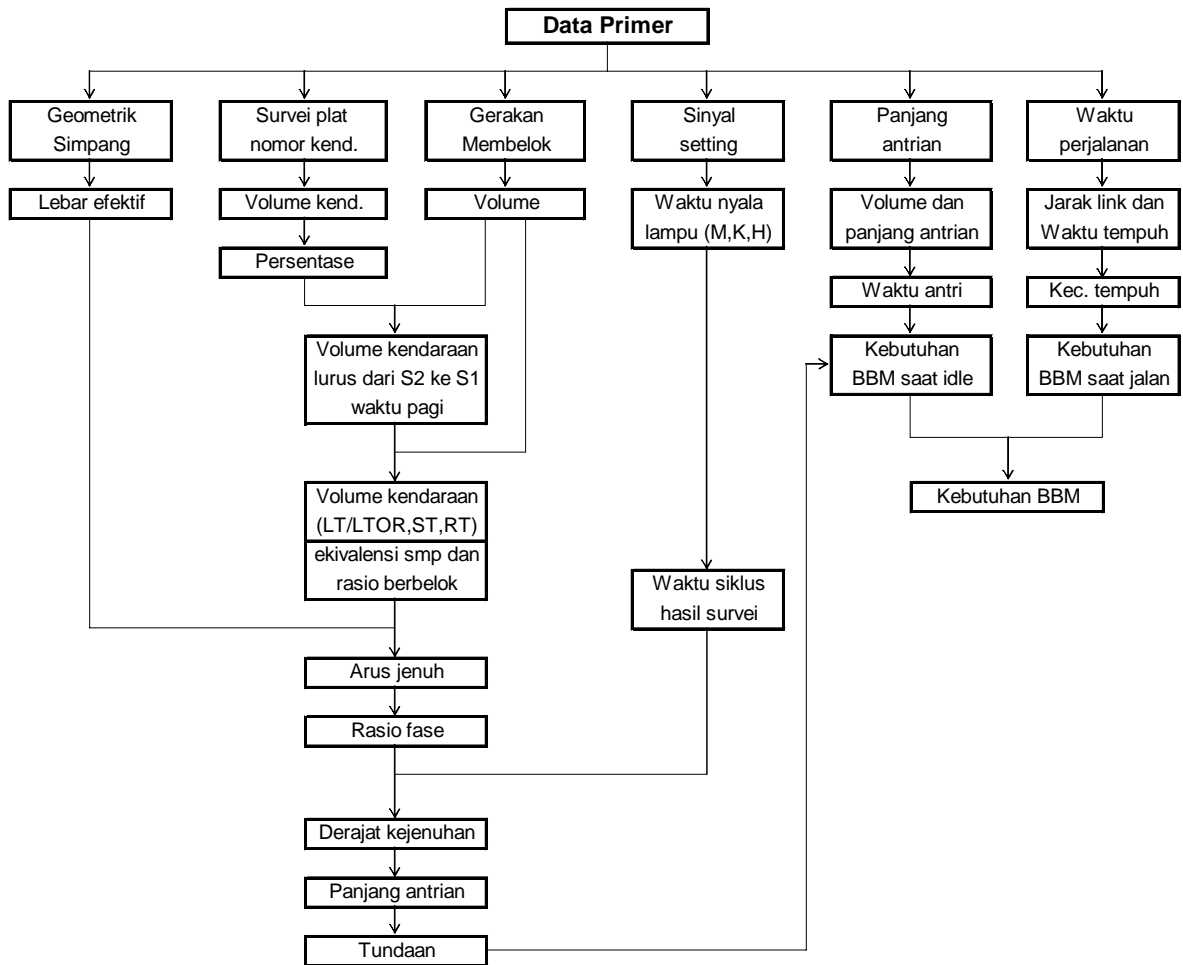 Data Primer
Geometrik
Simpang
Survei plat
nomor kend.
Gerakan
Membelok
Sinyal
setting
Panjang
antrian
Waktu
perjalanan
Lebar efektif
Volume kend.
Volume
Waktu nyala
lampu (M,K,H)
Volume dan
panjang antrian
Jarak link dan
Waktu tempuh
Persentase
Waktu antri
Kec. tempuh
Volume kendaraan
lurus dari S2 ke S1
waktu pagi
Kebutuhan
BBM saat idle
Kebutuhan
BBM saat jalan
Kebutuhan BBM
Volume kendaraan
(LT/LTOR,ST,RT)
ekivalensi smp dan
rasio berbelok
Waktu siklus
hasil survei
Arus jenuh
Rasio fase
Derajat kejenuhan
Panjang antrian
Tundaan